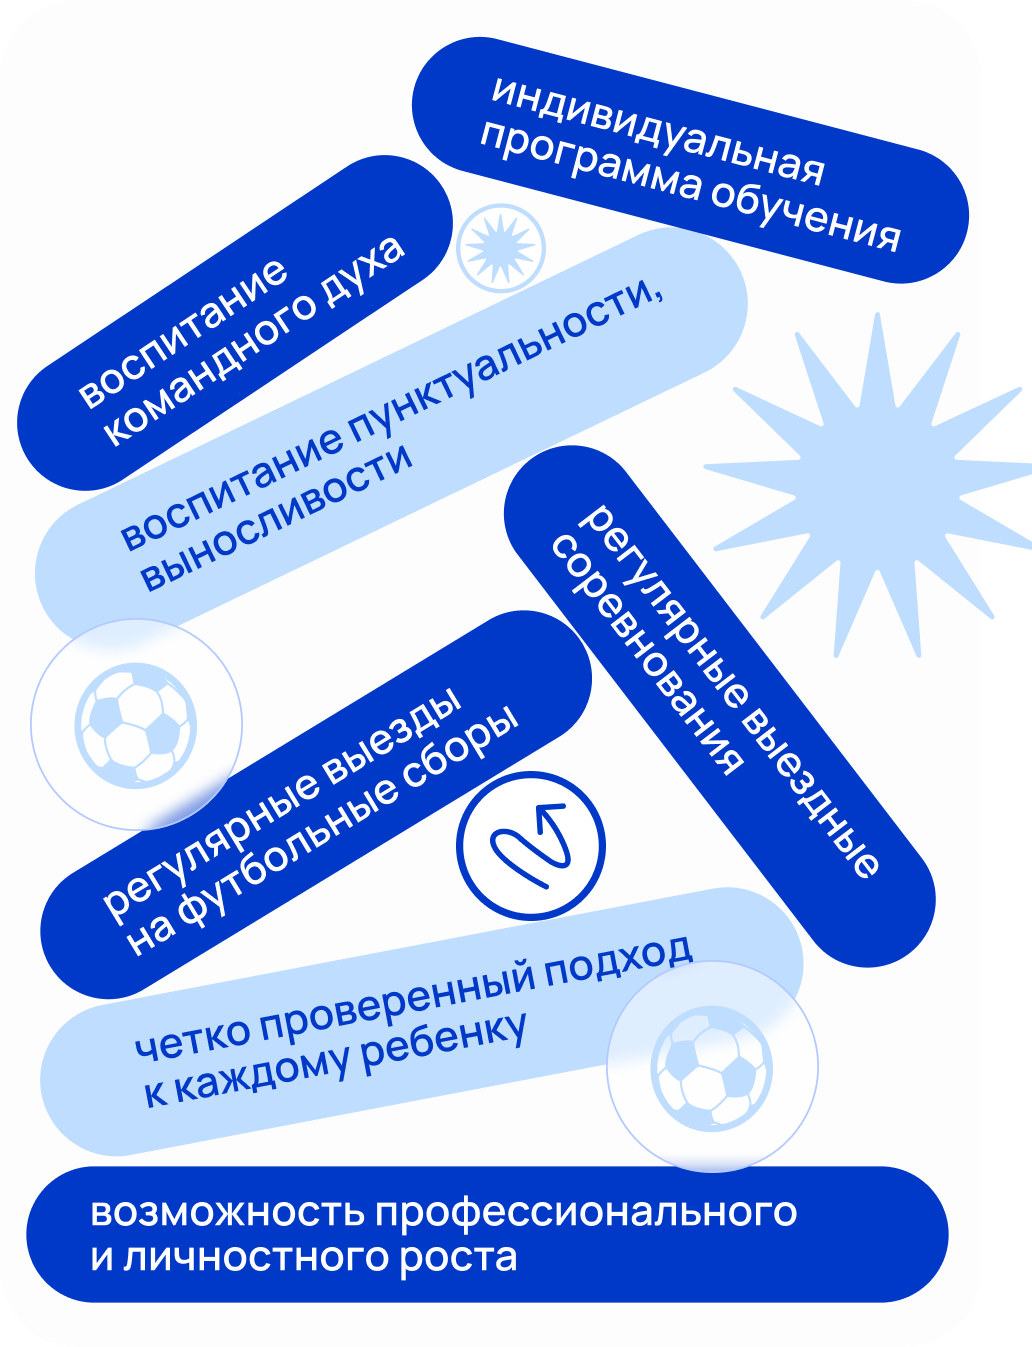 индивидуальная
программа обучения
воспитание
командного духа
воспитание пунктуальности,
выносливости
регулярные выездные
соревнования
регулярные выезды
на футбольные сборы
четко проверенный подход
к каждому ребенку
возможность профессионального
и личностного роста